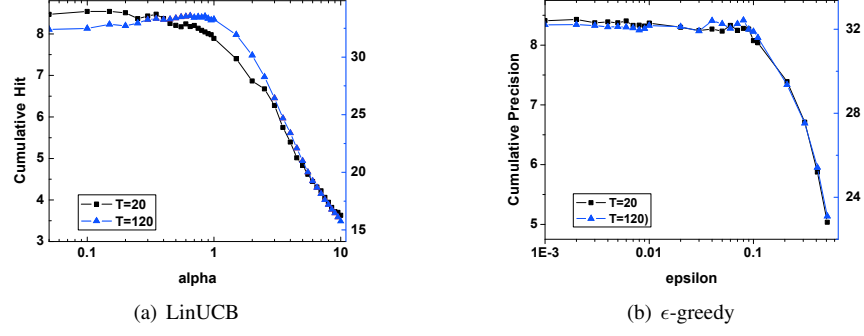 8
7
6
5
4
3
Cumulative Hit
30
25
20
15
T=20
T=120
0.1
1
10
alpha
(a) LinUCB
8
7
6
5
Cumulative Precision
32
28
24
T=20
T=120)
1E-3
0.01
0.1
epsilon
(b) ϵ-greedy